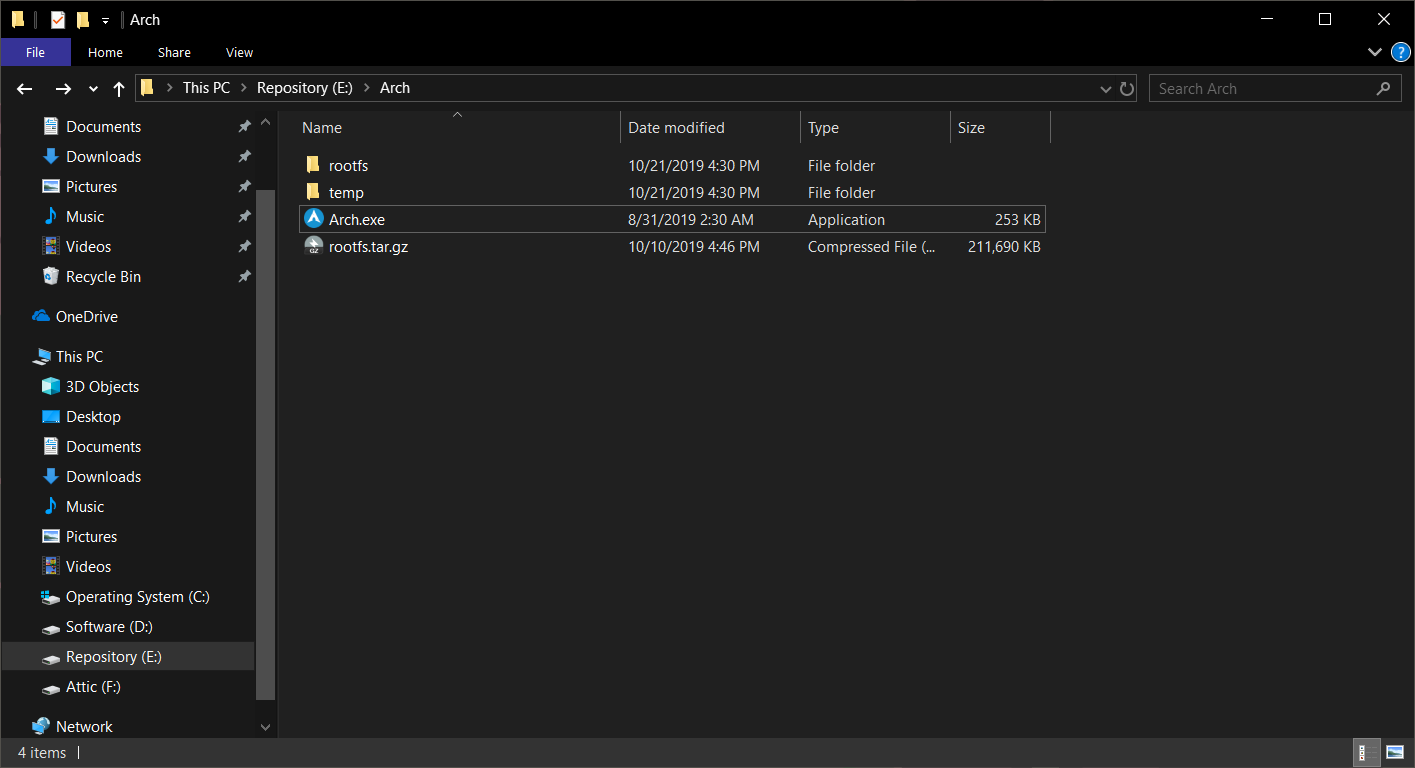 Arch
File Home Share View
This PC Repository (E:) Arch Search Arch
Documents
Downloads
Pictures
Music
Videos
Recycle Bin
OneDrive
This PC
3D Objects
Desktop
Documents
Downloads
Music
Pictures
Videos
Operating System (C:)
Software (D:)
Repository (E:)
Attic (F:)
Network
Name Date modified Type Size
rootfs 10/21/2019 4:30 PM File folder
temp 10/21/2019 4:30 PM File folder
Arch.exe 8/31/2019 2:30 AM Application 253 KB
rootfs.tar.gz 10/10/2019 4:46 PM Compressed File (... 211,690 KB
4 items